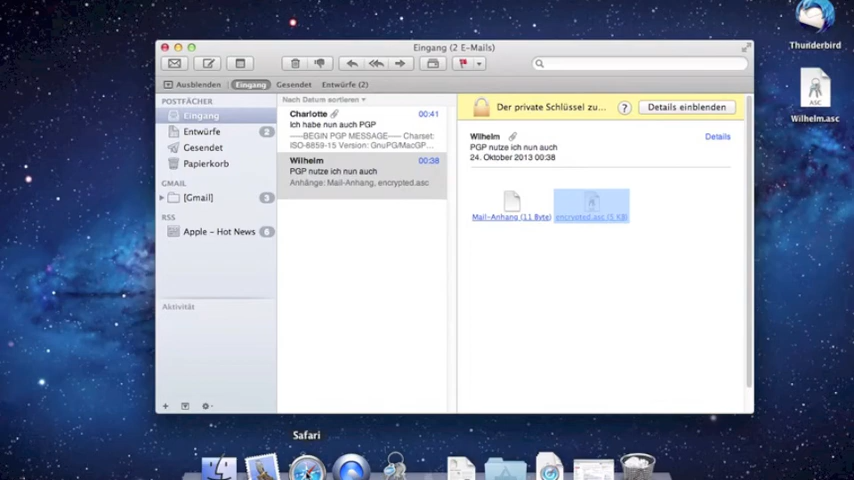 Thunderbird
ASC
Wilhelm.asc
Eingang (2 E-Mails)
Ausblenden Eingang Gesendet Entwürfe (2)
POSTFÄCHER
Eingang
Entwürfe 2
Gesendet
Papierkorb
GMAIL
[Gmail] 3
RSS
Apple – Hot News 6
Aktivität
Nach Datum sortieren
Charlotte 00:41
Ich habe nun auch PGP
-----BEGIN PGP MESSAGE----- Charset:
ISO-8859-15 Version: GnuPG/MacGP...
Wilhelm 00:38
PGP nutze ich nun auch
Anhänge: Mail-Anhang, encrypted.asc
Der private Schlüssel zu... ? Details einblenden
Wilhelm Details
PGP nutze ich nun auch
24. Oktober 2013 00:38
Mail-Anhang (11 Byte) encrypted.asc (5 KB)
Safari